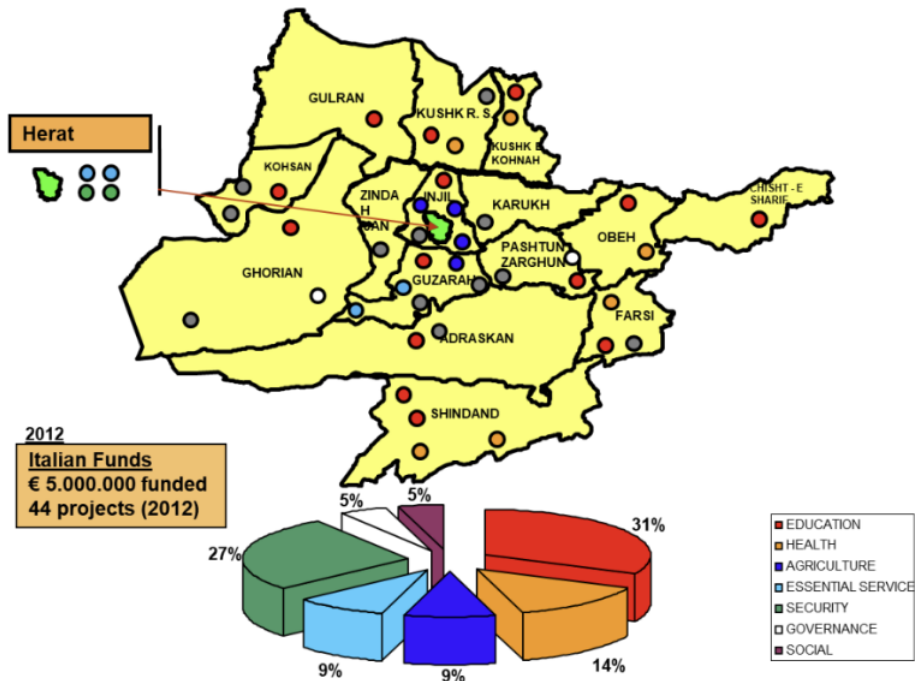 GULRAN
KUSHK R. S.
KUSHK E
KOHNAH
Herat
KOHSAN
ZINDA
H
JAN
INJIL
KARUKH
CHISHT - E
SHARIF
OBEH
PASHTUN
ZARGHUN
GHORIAN
GUZARAH
FARSI
ADRASKAN
SHINDAND
2012
Italian Funds
€ 5.000.000 funded
44 projects (2012)
5%
5%
31%
27%
9%
9%
14%
EDUCATION
HEALTH
AGRICULTURE
ESSENTIAL SERVICE
SECURITY
GOVERNANCE
SOCIAL